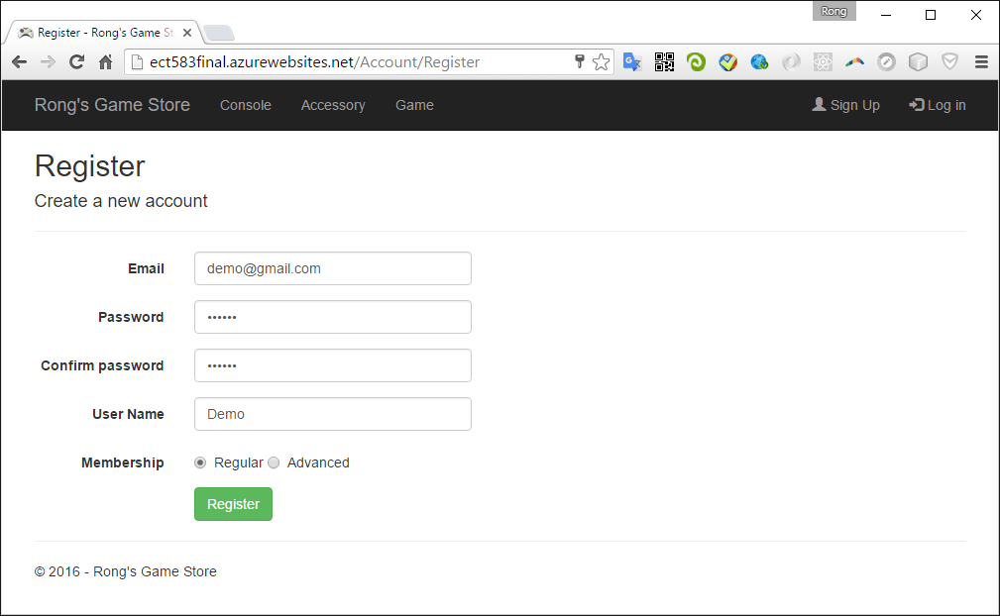 Rong
Register - Rong's Game St
ect583final.azurewebsites.net/Account/Register
Rong's Game Store Console Accessory Game Sign Up Log in
Register
Create a new account
Email demo@gmail.com
Password ••••••
Confirm password ••••••
User Name Demo
Membership Regular Advanced
Register
© 2016 - Rong's Game Store